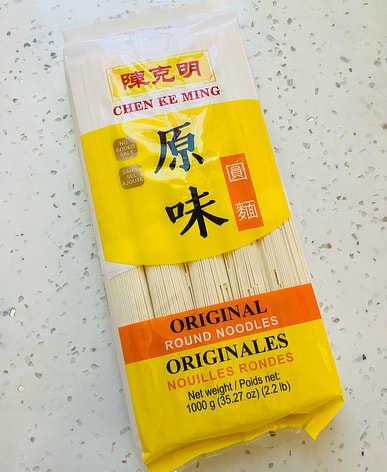 陳克明
CHEN KE MING
NO
ADDED
SALT
SANS
SEL
AJOUTÉ
原味
圓麵
ORIGINAL
ROUND NOODLES
ORIGINALES
NOUILLES RONDES
Net weight / Poids net:
1000 g (35.27 oz) (2.2 lb)